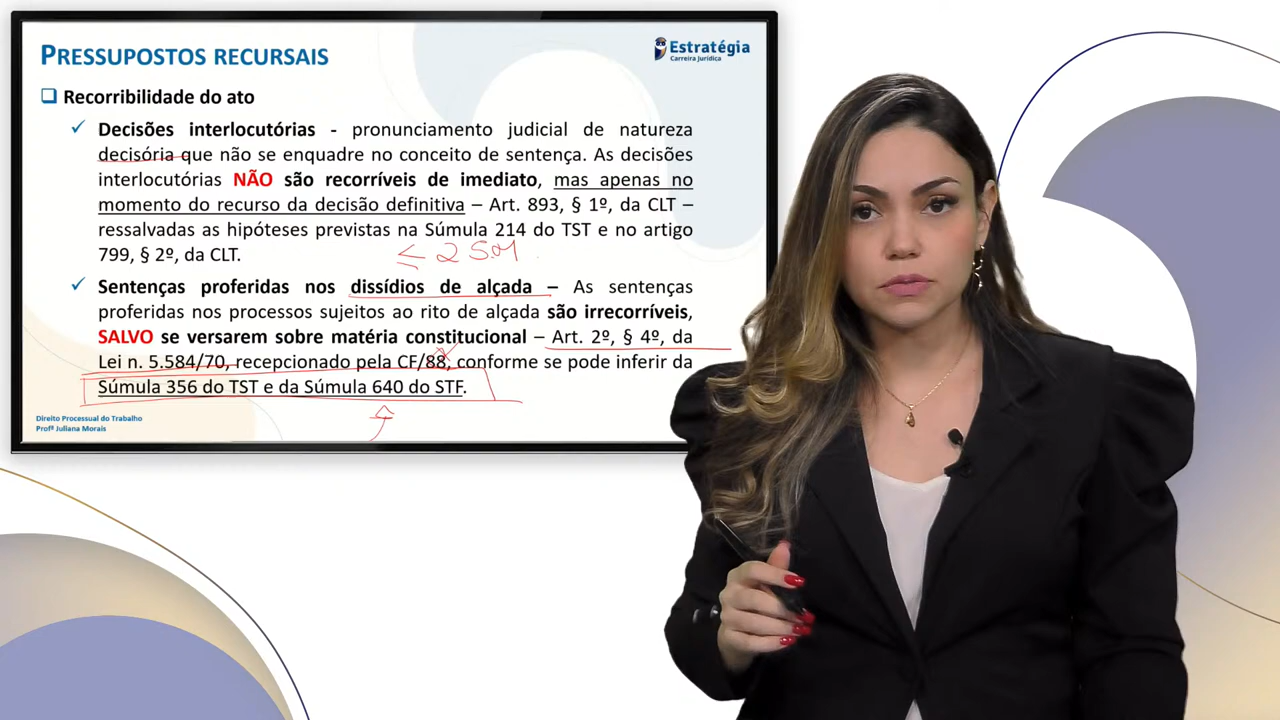 PRESSUPOSTOS RECURSAIS
Estratégia
Carreira Jurídica
Recorribilidade do ato
Decisões interlocutórias - pronunciamento judicial de natureza
decisória que não se enquadre no conceito de sentença. As decisões
interlocutórias NÃO são recorríveis de imediato, mas apenas no
momento do recurso da decisão definitiva – Art. 893, § 1º, da CLT –
ressalvadas as hipóteses previstas na Súmula 214 do TST e no artigo
799, § 2º, da CLT.
≤ 2 SM
Sentenças proferidas nos dissídios de alçada – As sentenças
proferidas nos processos sujeitos ao rito de alçada são irrecorríveis,
SALVO se versarem sobre matéria constitucional – Art. 2º, § 4º, da
Lei n. 5.584/70, recepcionado pela CF/88, conforme se pode inferir da
Súmula 356 do TST e da Súmula 640 do STF.
Direito Processual do Trabalho
Profª Juliana Morais